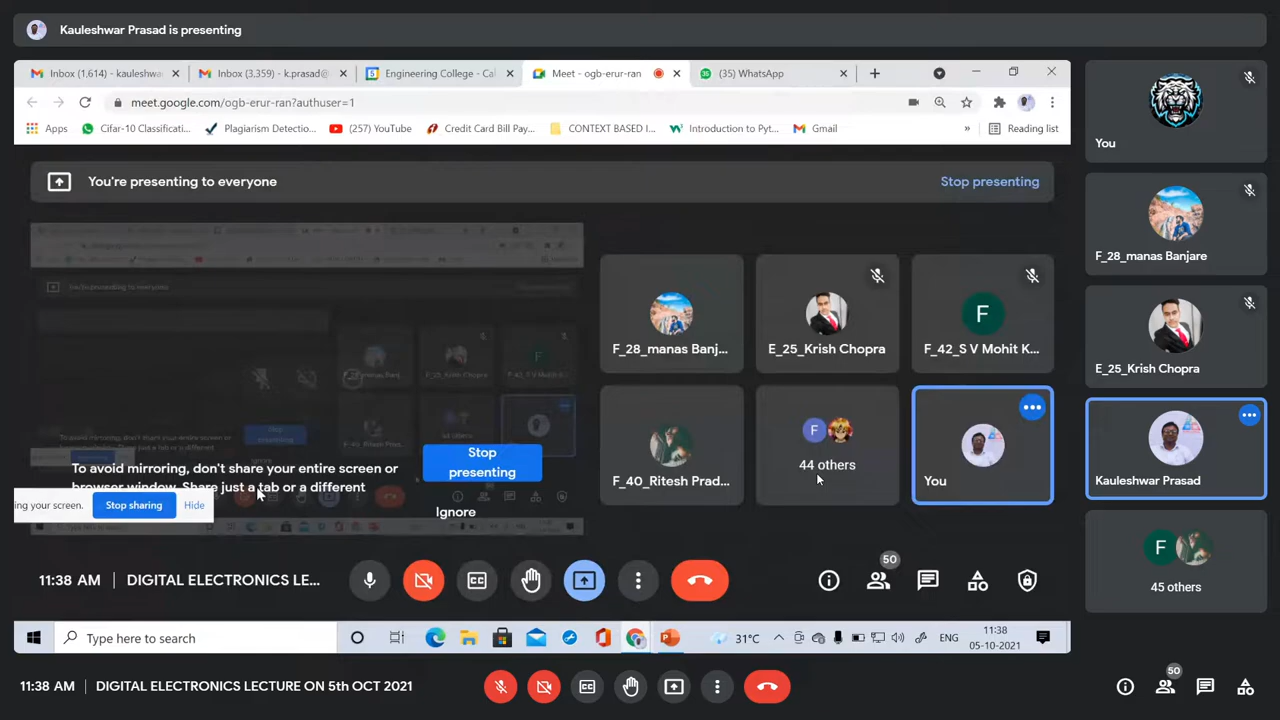 Kauleshwar Prasad is presenting
Inbox (1,614) - kauleshwa
Inbox (3,359) - k.prasad@
Engineering College - Cal
Meet - ogb-erur-ran
(35) WhatsApp
meet.google.com/ogb-erur-ran?authuser=1
Apps
Cifar-10 Classificati...
Plagiarism Detectio...
(257) YouTube
Credit Card Bill Pay...
CONTEXT BASED I...
Introduction to Pyt...
Gmail
»
Reading list
You're presenting to everyone
Stop presenting
F_28_manas Banj...
E_25_Krish Chopra
F
F_42_S V Mohit K...
F_40_Ritesh Prad...
F
44 others
You
To avoid mirroring, don't share your entire screen or
browser window. Share just a tab or a different
Stop
presenting
Ignore
ing your screen.
Stop sharing
Hide
11:38 AM
DIGITAL ELECTRONICS LE...
50
Type here to search
31°C
ENG
11:38
05-10-2021
You
F_28_manas Banjare
E_25_Krish Chopra
Kauleshwar Prasad
F
45 others
11:38 AM
DIGITAL ELECTRONICS LECTURE ON 5th OCT 2021
50